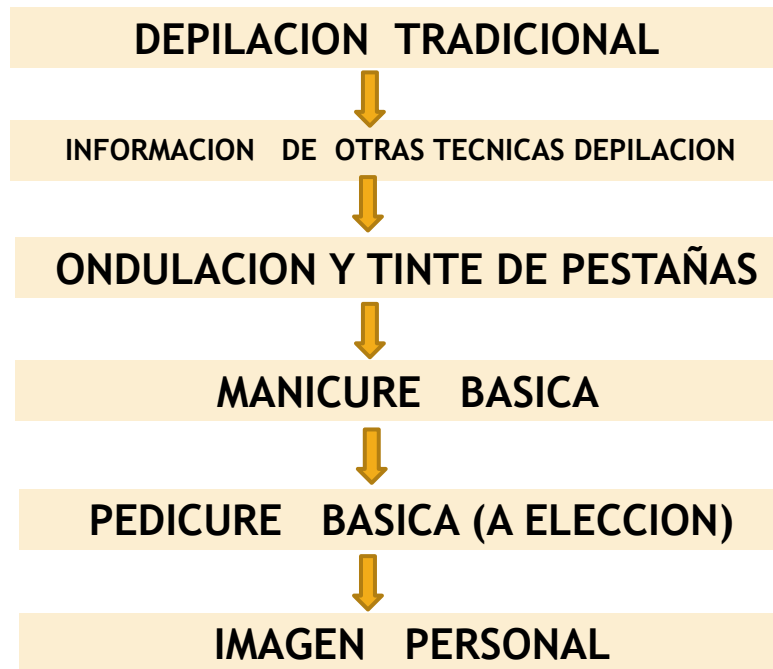 DEPILACION TRADICIONAL
INFORMACION DE OTRAS TECNICAS DEPILACION
ONDULACION Y TINTE DE PESTAÑAS
MANICURE BASICA
PEDICURE BASICA (A ELECCION)
IMAGEN PERSONAL